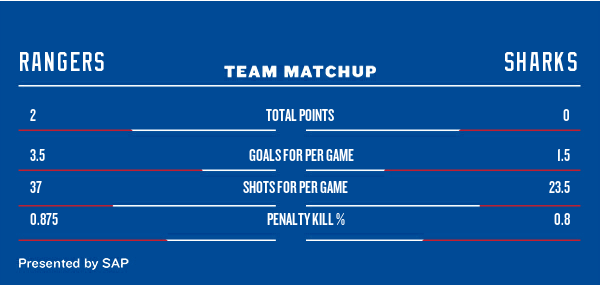 RANGERS TEAM MATCHUP SHARKS
2 TOTAL POINTS 0
3.5 GOALS FOR PER GAME 1.5
37 SHOTS FOR PER GAME 23.5
0.875 PENALTY KILL % 0.8
Presented by SAP